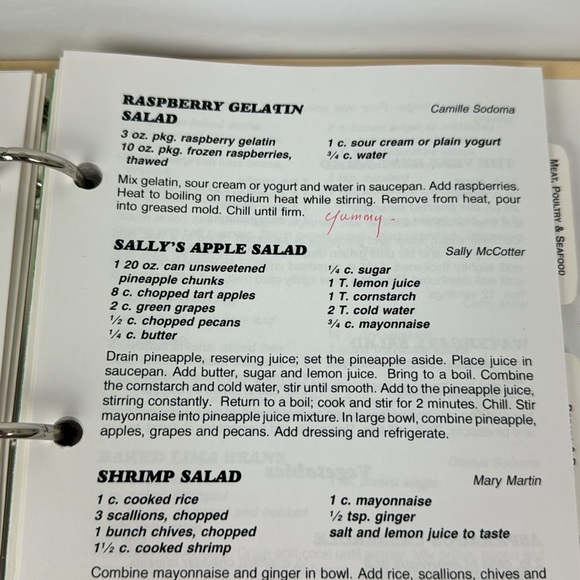 RASPBERRY GELATIN
SALAD
Camille Sodoma
3 oz. pkg. raspberry gelatin
10 oz. pkg. frozen raspberries,
thawed
1 c. sour cream or plain yogurt
¾ c. water
Mix gelatin, sour cream or yogurt and water in saucepan. Add raspberries.
Heat to boiling on medium heat while stirring. Remove from heat, pour
into greased mold. Chill until firm.
Yummy -
SALLY'S APPLE SALAD
Sally McCotter
1 20 oz. can unsweetened
pineapple chunks
8 c. chopped tart apples
2 c. green grapes
½ c. chopped pecans
¼ c. butter
¼ c. sugar
1 T. lemon juice
1 T. cornstarch
2 T. cold water
¾ c. mayonnaise
Drain pineapple, reserving juice; set the pineapple aside. Place juice in
saucepan. Add butter, sugar and lemon juice. Bring to a boil. Combine
the cornstarch and cold water, stir until smooth. Add to the pineapple juice,
stirring constantly. Return to a boil; cook and stir for 2 minutes. Chill. Stir
mayonnaise into pineapple juice mixture. In large bowl, combine pineapple,
apples, grapes and pecans. Add dressing and refrigerate.
SHRIMP SALAD
Mary Martin
1 c. cooked rice
3 scallions, chopped
1 bunch chives, chopped
1½ c. cooked shrimp
1 c. mayonnaise
½ tsp. ginger
salt and lemon juice to taste
Combine mayonnaise and ginger in bowl. Add rice, scallions, chives and
MEAT, POULTRY & SEAFOOD